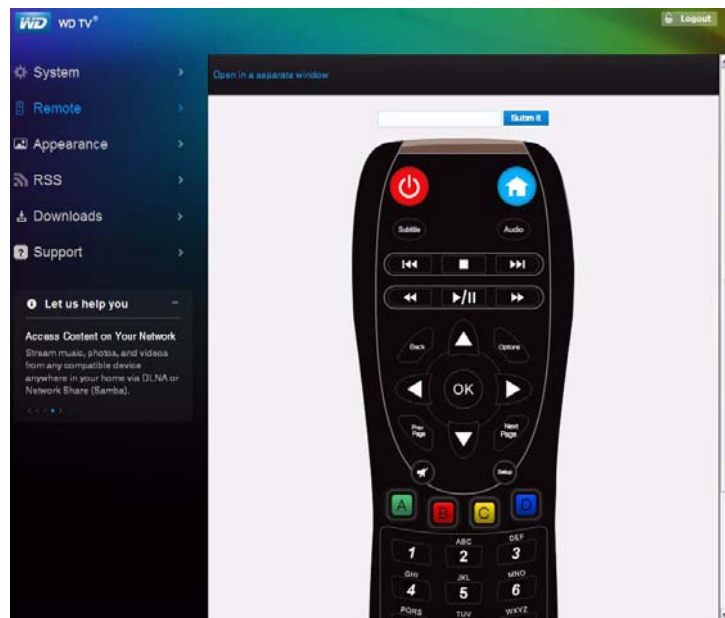 WD WD TV®
Logout
System
Remote
Appearance
RSS
Downloads
Support
Let us help you
Access Content on Your Network
Stream music, photos, and videos
from any compatible device
anywhere in your home via DLNA or
Network Share (Samba).
Open in a separate window
Submit
Subtitle
Audio
Back
Options
OK
Prev
Page
Next
Page
Setup
A
B
C
D
1
ABC
2
DEF
3
GHI
4
JKL
5
MNO
6
PQRS
TUV
WXYZ